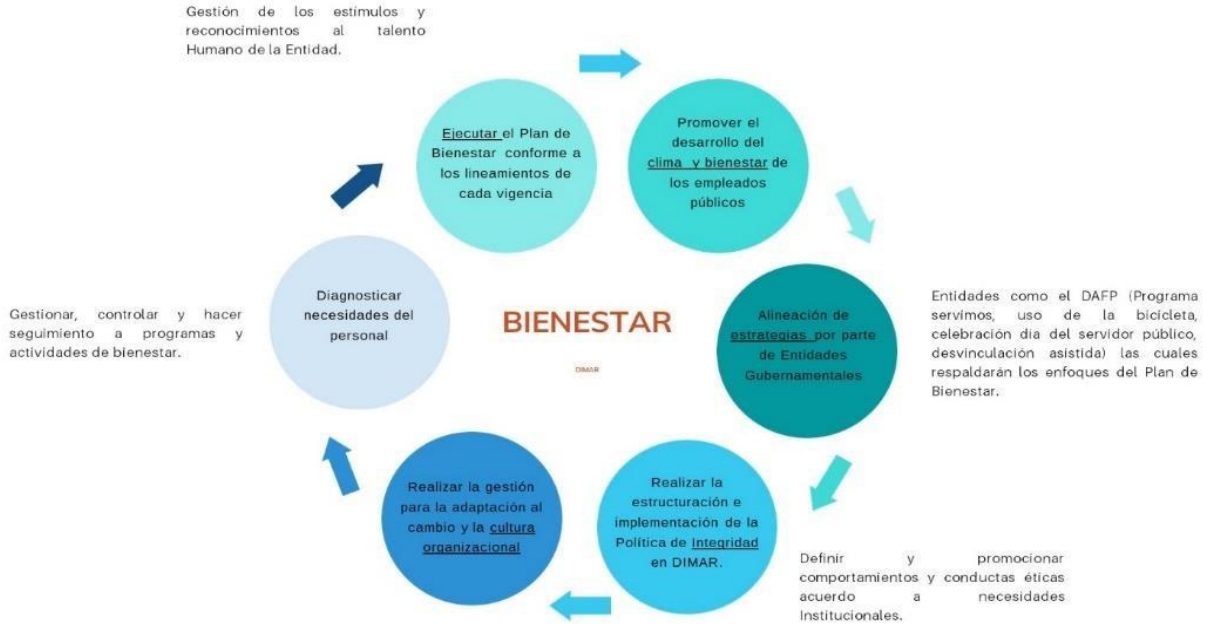 Gestión de los estímulos y
reconocimientos al talento
Humano de la Entidad.
Ejecutar el Plan de
Bienestar conforme a
los lineamientos de
cada vigencia
Promover el
desarrollo del
clima y bienestar de
los empleados
públicos
Diagnosticar
necesidades del
personal
Gestionar, controlar y hacer
seguimiento a programas y
actividades de bienestar.
BIENESTAR
DIMAR
Alineación de
estrategias por parte
de Entidades
Gubernamentales
Entidades como el DAFP (Programa
servimos, uso de la bicicleta,
celebración dia del servidor público,
desvinculación asistida) las cuales
respaldarán los enfoques del Plan de
Bienestar.
Realizar la gestión
para la adaptación al
cambio y la cultura
organizacional
Realizar la
estructuración e
implementación de la
Política de Integridad
en DIMAR.
Definir y promocionar
comportamientos y conductas éticas
acuerdo a necesidades
Institucionales.